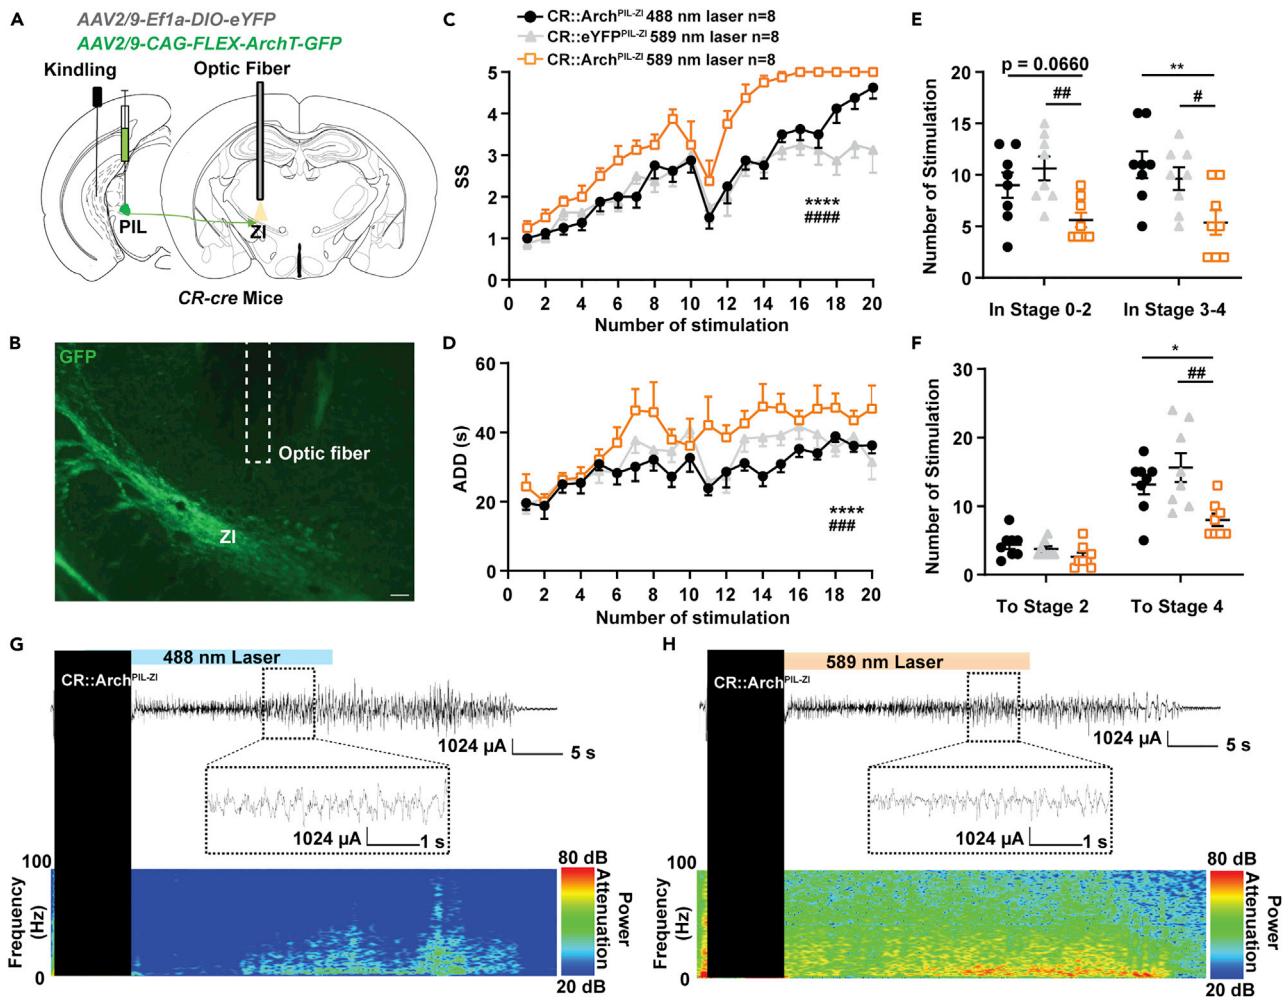 A
AAV2/9-Ef1a-DIO-eYFP
AAV2/9-CAG-FLEX-ArchT-GFP
Kindling
Optic Fiber
PIL
ZI
CR-cre Mice
B
GFP
Optic fiber
ZI
C
CR::Arch^PIL-ZI 488 nm laser n=8
CR::eYFP^PIL-ZI 589 nm laser n=8
CR::Arch^PIL-ZI 589 nm laser n=8
5
4
3
2
1
0
SS
****
####
0 2 4 6 8 10 12 14 16 18 20
Number of stimulation
D
60
40
20
0
ADD (s)
****
###
0 2 4 6 8 10 12 14 16 18 20
Number of stimulation
E
p = 0.0660
##
**
#
20
15
10
5
0
Number of Stimulation
In Stage 0-2 In Stage 3-4
F
*
##
30
20
10
0
Number of Stimulation
To Stage 2 To Stage 4
G
488 nm Laser
CR::Arch^PIL-ZI
1024 µA
5 s
1024 µA
1 s
100
0
Frequency
(Hz)
80 dB
20 dB
Attenuation
Power
H
589 nm Laser
CR::Arch^PIL-ZI
1024 µA
5 s
1024 µA
1 s
100
0
Frequency
(Hz)
80 dB
20 dB
Attenuation
Power